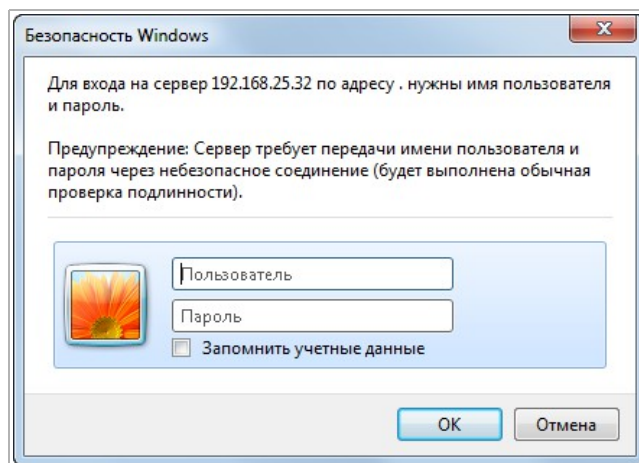 Безопасность Windows
Для входа на сервер 192.168.25.32 по адресу . нужны имя пользователя
и пароль.
Предупреждение: Сервер требует передачи имени пользователя и
пароля через небезопасное соединение (будет выполнена обычная
проверка подлинности).
Пользователь
Пароль
Запомнить учетные данные
OK
Отмена